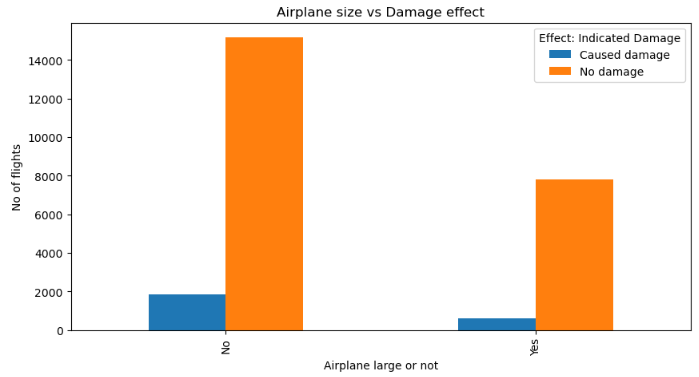 Airplane size vs Damage effect
Effect: Indicated Damage
Caused damage
No damage
14000
12000
10000
8000
6000
4000
2000
0
No of flights
No
Yes
Airplane large or not